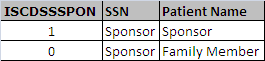 ISCDSSSPON SSN Patient Name
1 Sponsor Sponsor
0 Sponsor Family Member